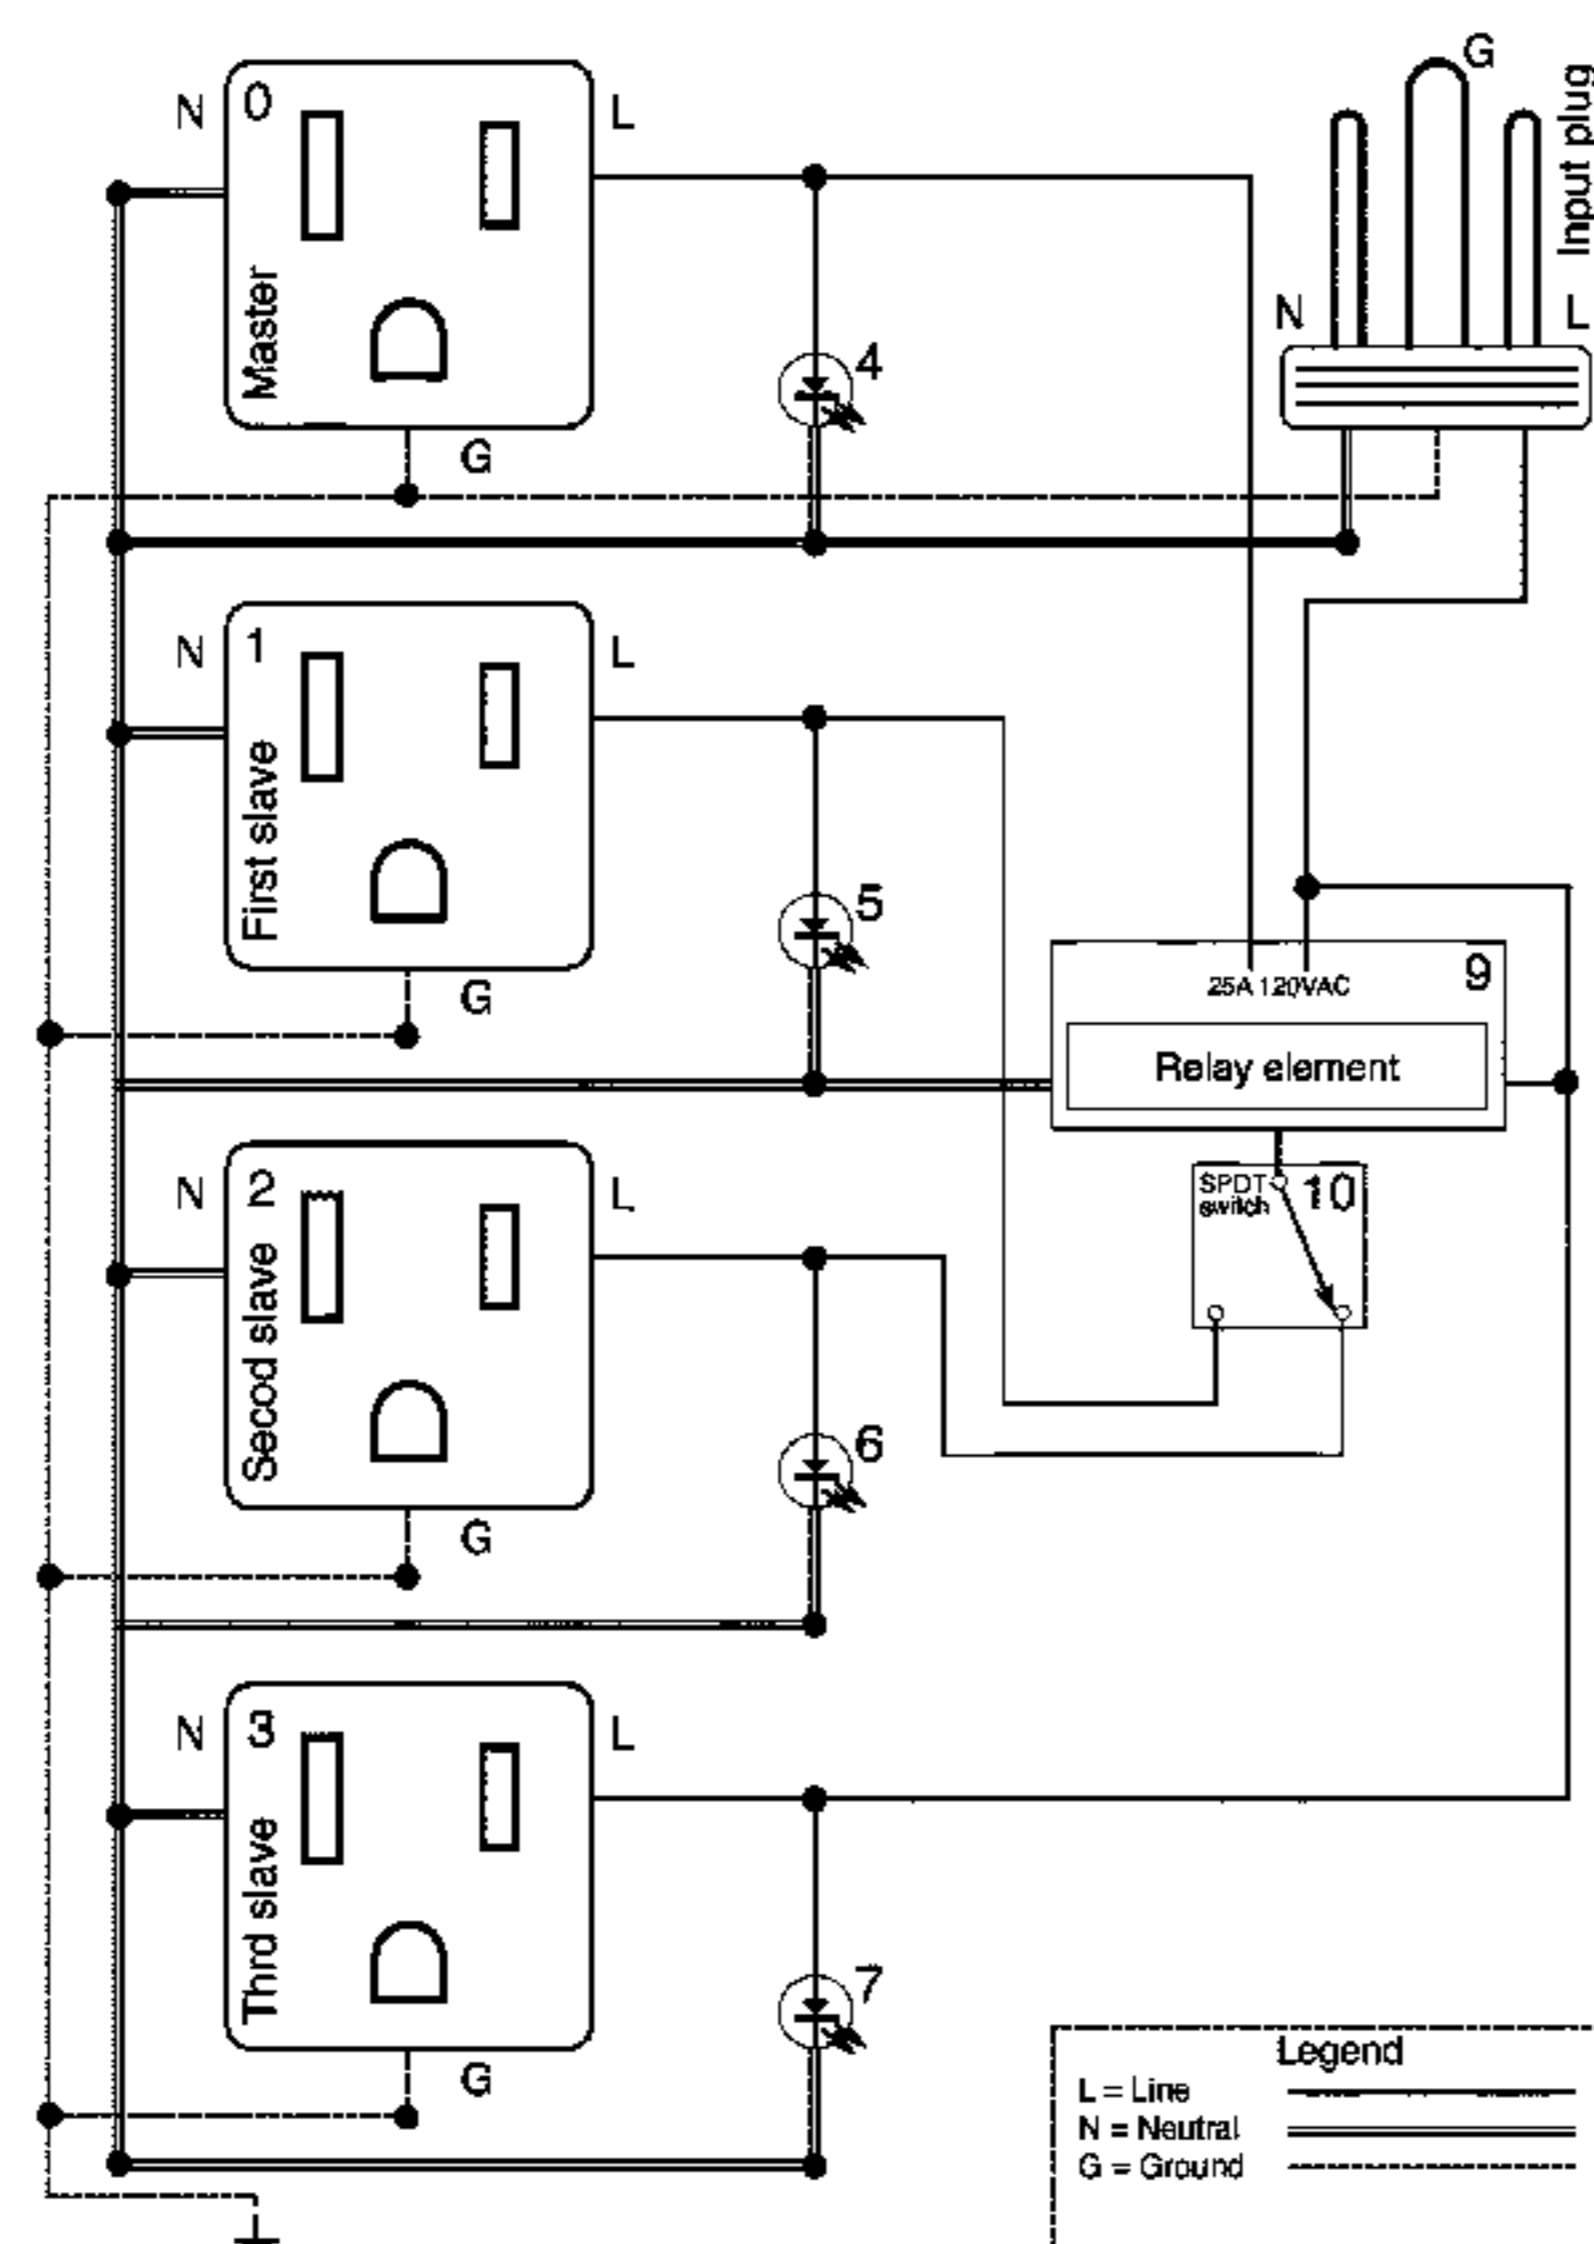 G
Input plug
N
L
N
0
L
Master
G
4
N
1
L
First slave
G
5
25A 120VAC
9
Relay element
SPDT
switch
10
N
2
L
Secod slave
G
6
N
3
L
Thrd slave
G
7
Legend
L = Line
N = Neutral
G = Ground